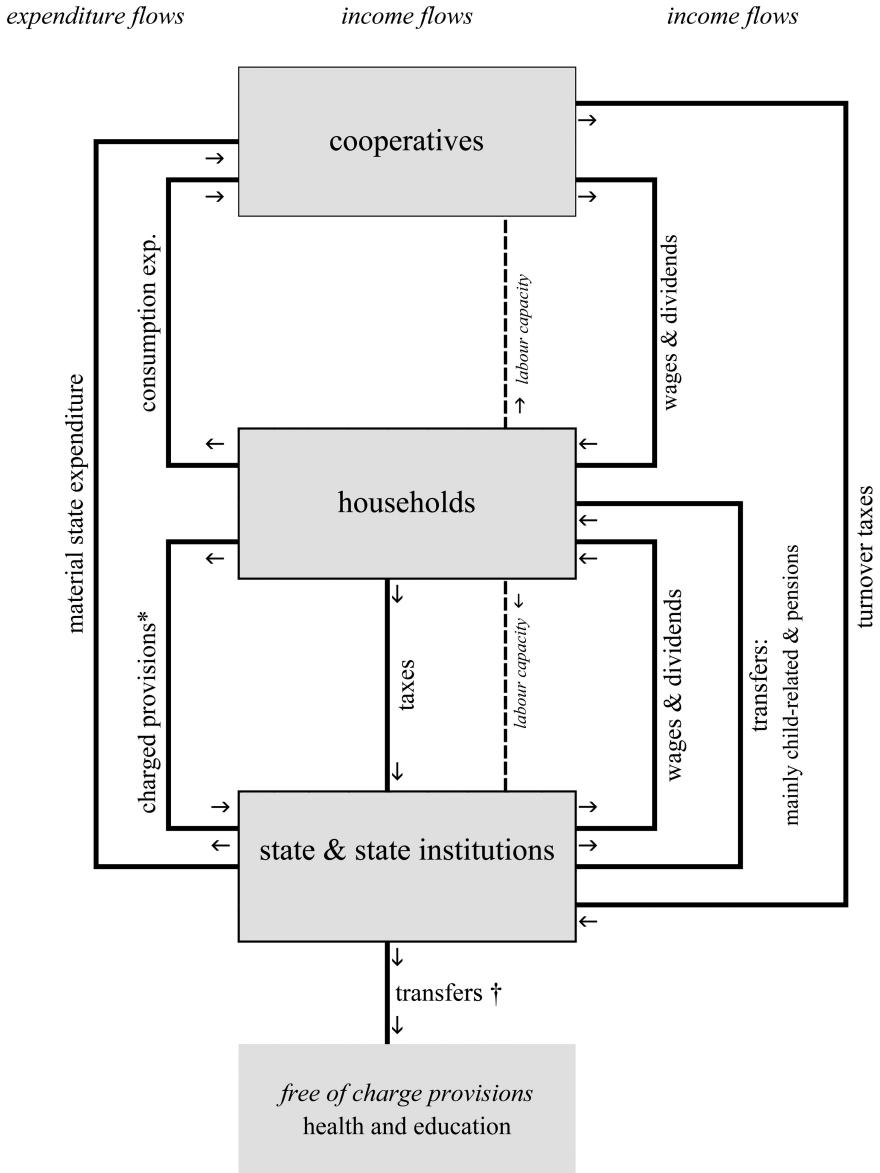 expenditure flows
income flows
income flows
cooperatives
consumption exp.
→ labour capacity
wages & dividends
material state expenditure
households
turnover taxes
charged provisions*
taxes
labour capacity ←
wages & dividends
transfers:
mainly child-related & pensions
state & state institutions
transfers †
free of charge provisions
health and education